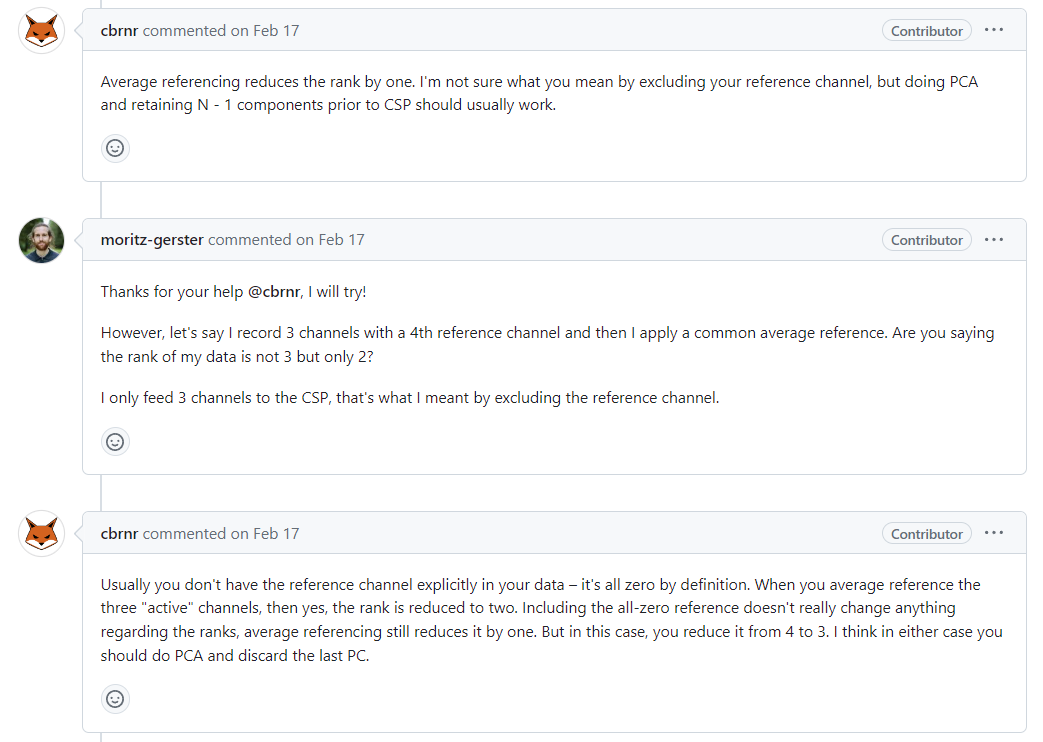 cbrnr commented on Feb 17
Contributor
Average referencing reduces the rank by one. I'm not sure what you mean by excluding your reference channel, but doing PCA
and retaining N - 1 components prior to CSP should usually work.
moritz-gerster commented on Feb 17
Contributor
Thanks for your help @cbrnr, I will try!
However, let's say I record 3 channels with a 4th reference channel and then I apply a common average reference. Are you saying
the rank of my data is not 3 but only 2?
I only feed 3 channels to the CSP, that's what I meant by excluding the reference channel.
cbrnr commented on Feb 17
Contributor
Usually you don't have the reference channel explicitly in your data – it's all zero by definition. When you average reference the
three "active" channels, then yes, the rank is reduced to two. Including the all-zero reference doesn't really change anything
regarding the ranks, average referencing still reduces it by one. But in this case, you reduce it from 4 to 3. I think in either case you
should do PCA and discard the last PC.